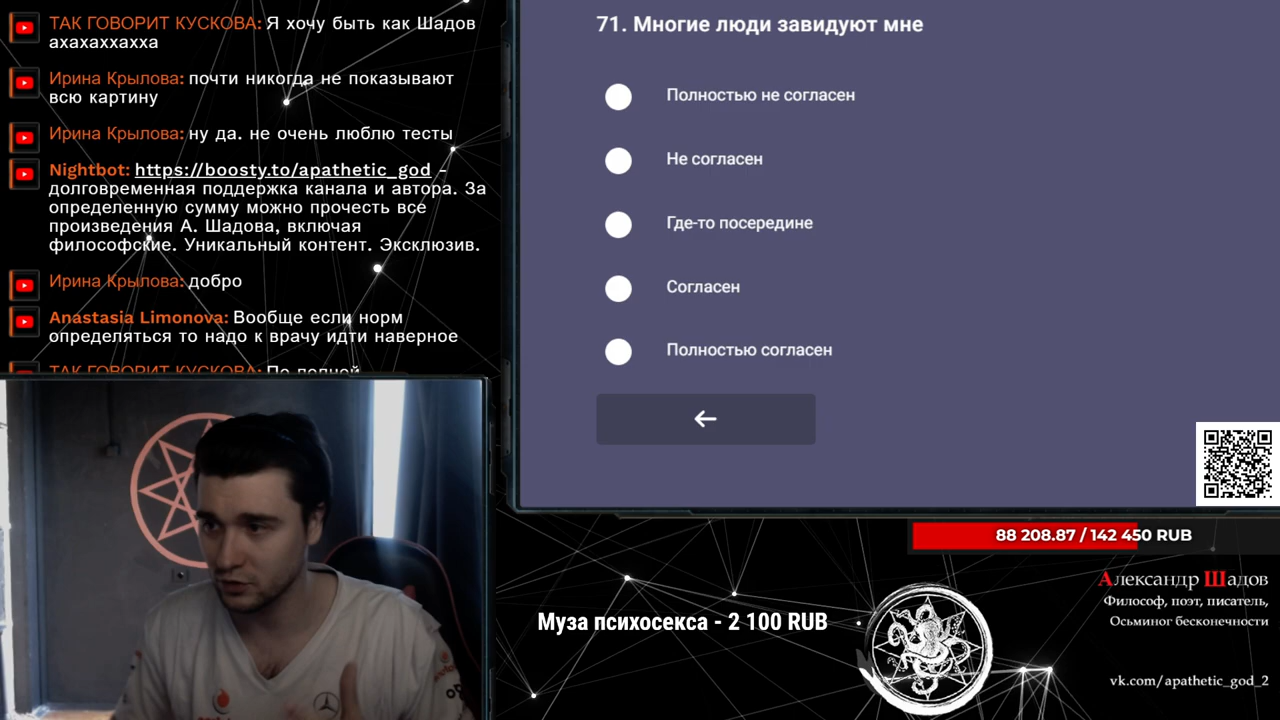 ТАК ГОВОРИТ КУСКОВА: Я хочу быть как Шадов
ахахаххахха
Ирина Крылова: почти никогда не показывают
всю картину
Ирина Крылова: ну да. не очень люблю тесты
Nightbot: https://boosty.to/apathetic_god -
долговременная поддержка канала и автора. За
определенную сумму можно прочесть все
произведения А. Шадова, включая
философские. Уникальный контент. Эксклюзив.
Ирина Крылова: добро
Anastasia Limonova: Вообще если норм
определяться то надо к врачу идти наверное
ТАК ГОВОРИТ КУСКОВА: По полной
71. Многие люди завидуют мне
Полностью не согласен
Не согласен
Где-то посередине
Согласен
Полностью согласен
88 208.87 / 142 450 RUB
Муза психосекса - 2 100 RUB
Александр Шадов
Философ, поэт, писатель,
Осьминог бесконечности
vk.com/apathetic_god_2